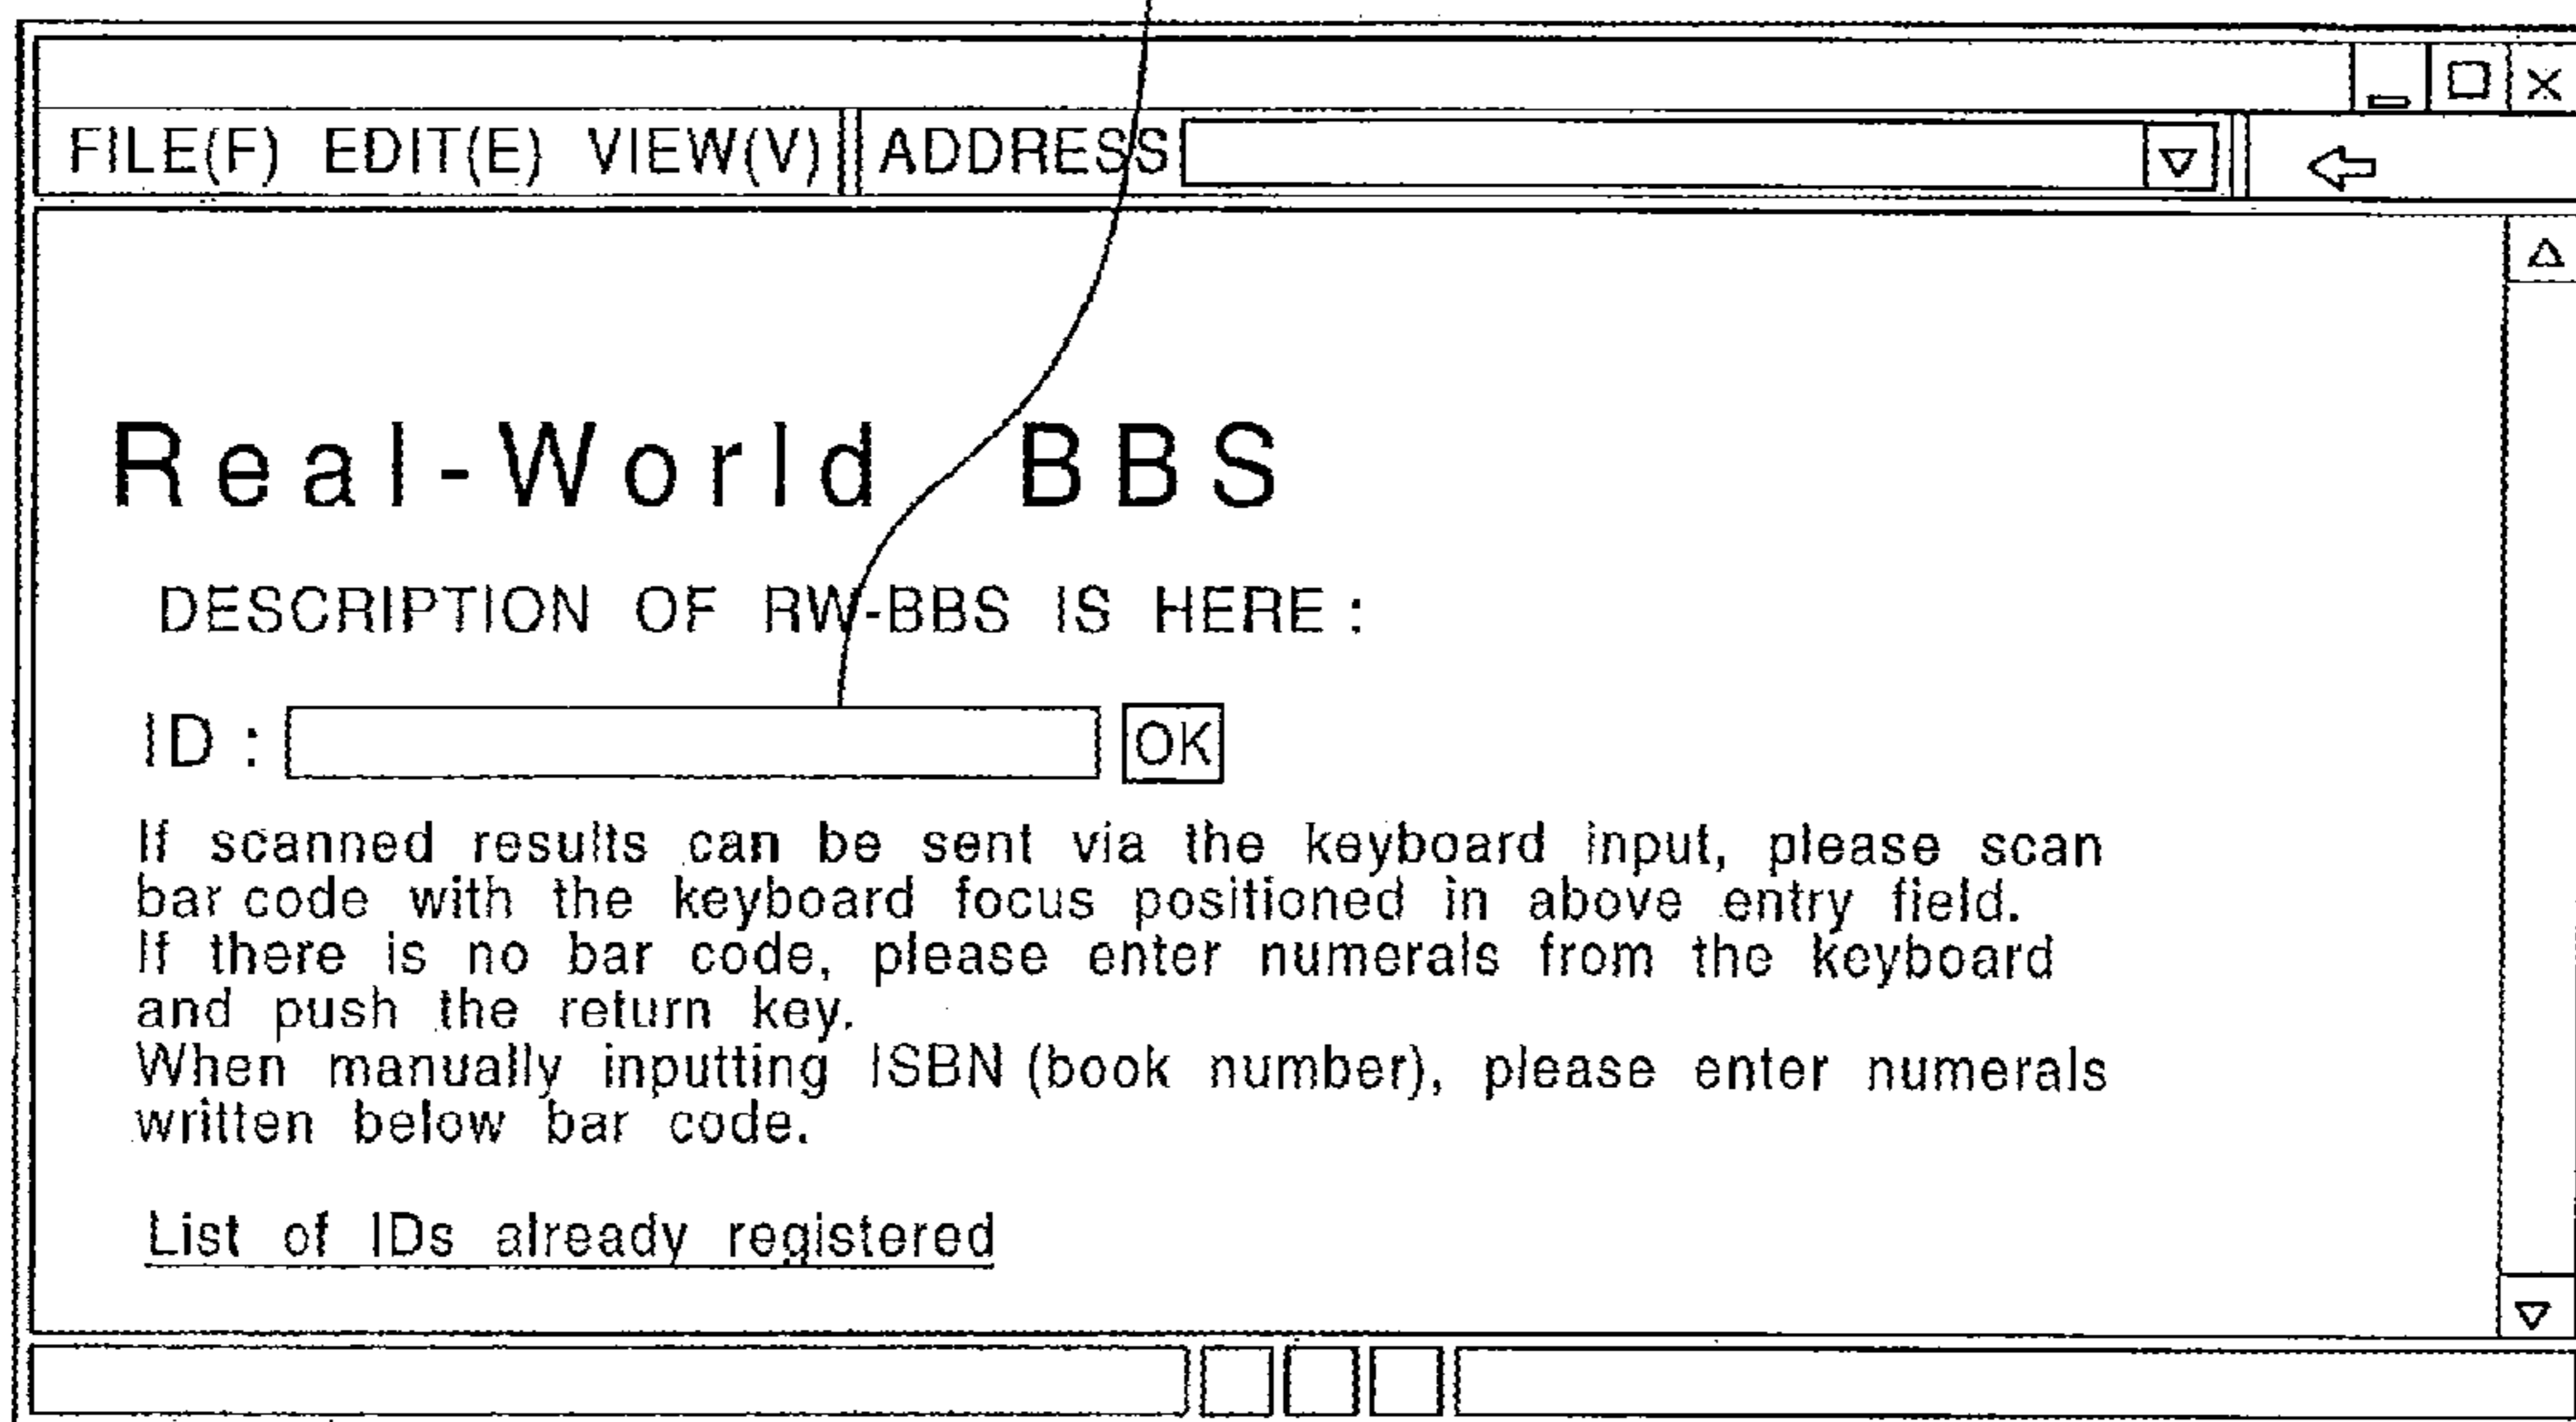 FILE(F) EDIT(E) VIEW(V) ADDRESS
Real-World BBS
DESCRIPTION OF RW-BBS IS HERE :
ID : OK
If scanned results can be sent via the keyboard input, please scan
bar code with the keyboard focus positioned in above entry field.
If there is no bar code, please enter numerals from the keyboard
and push the return key.
When manually inputting ISBN (book number), please enter numerals
written below bar code.
List of IDs already registered